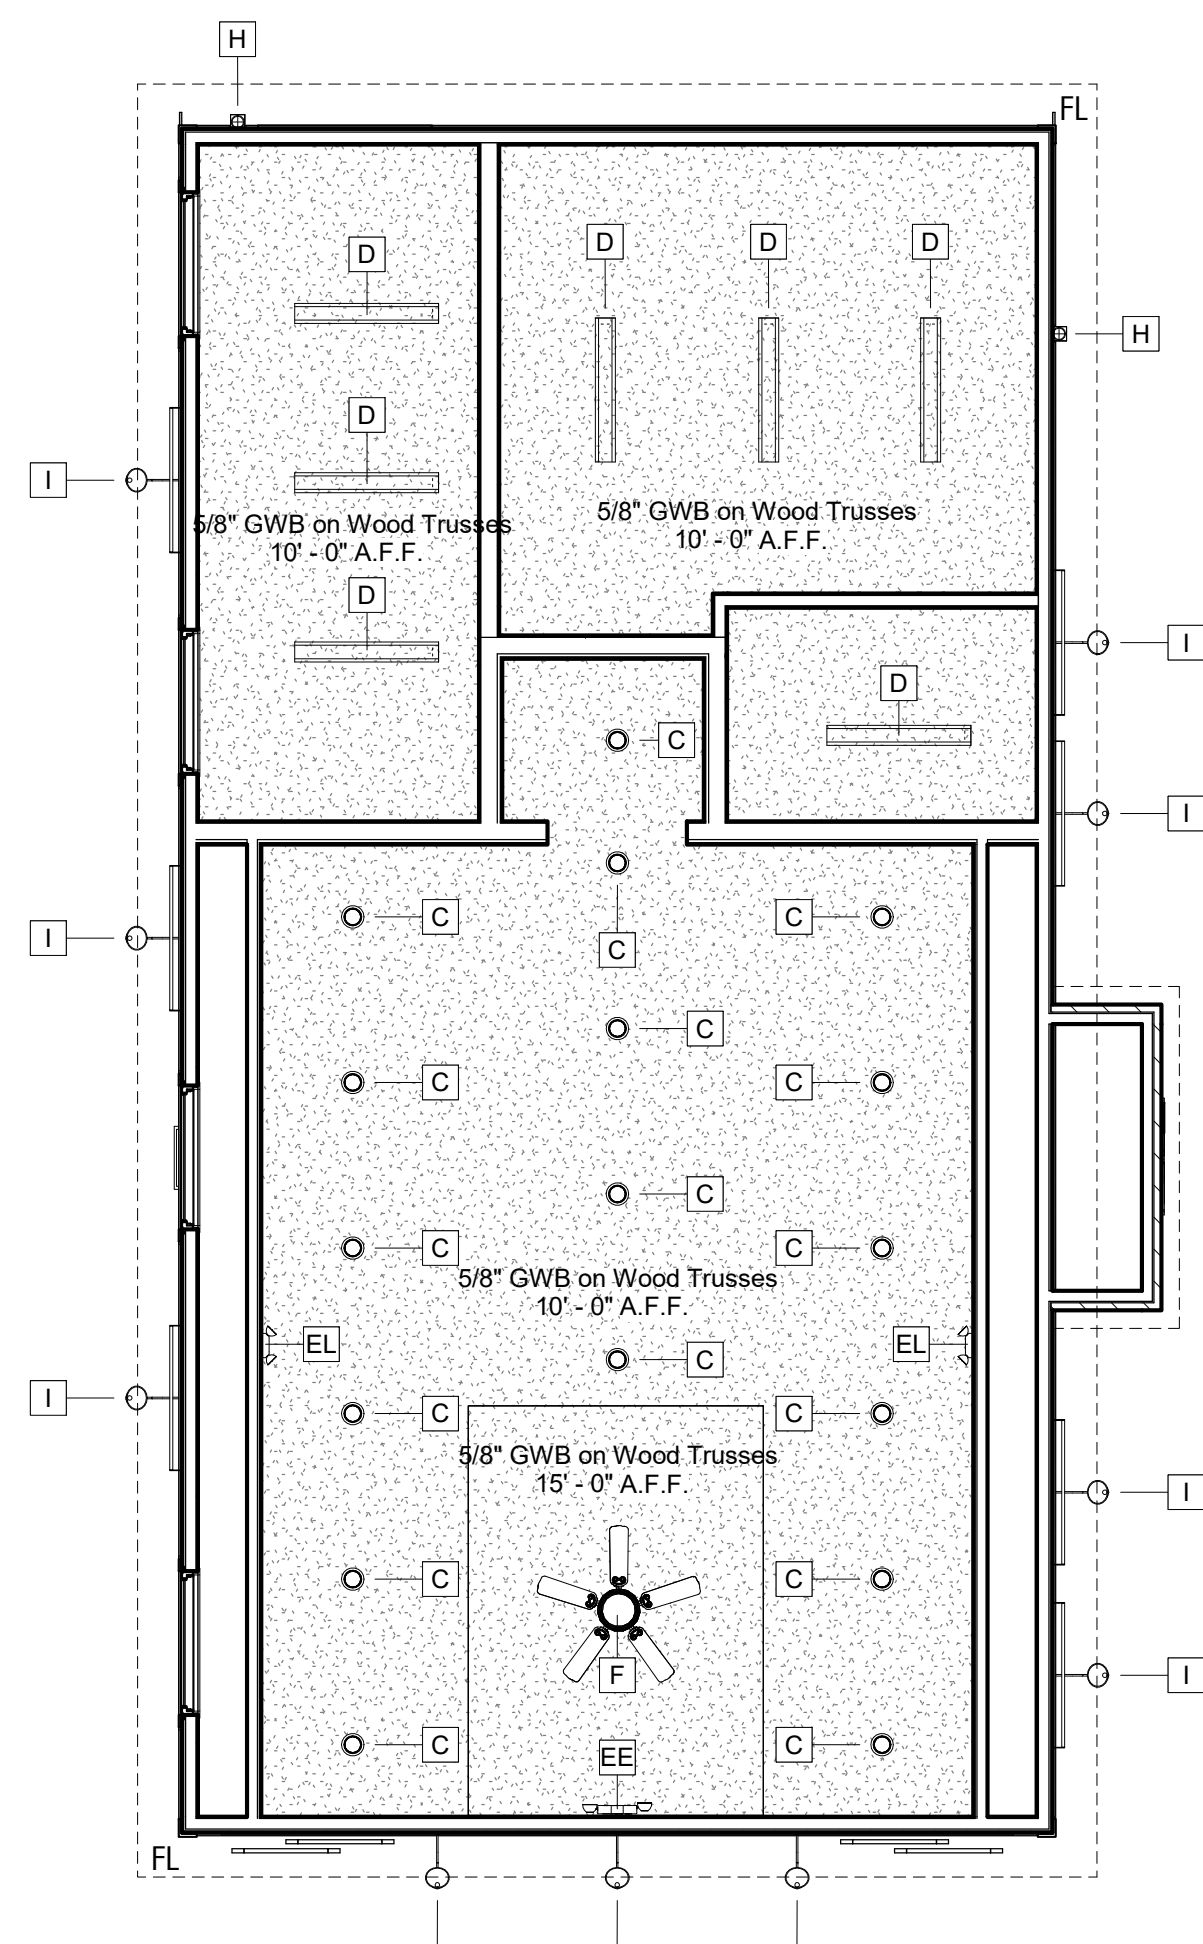 H
FL
D D D
D
H
D
I
5/8" GWB on Wood Trusses
10' - 0" A.F.F.
5/8" GWB on Wood Trusses
10' - 0" A.F.F.
D
I
D
C
I
C C
C
I
C
C C
C
C C
5/8" GWB on Wood Trusses
10' - 0" A.F.F.
EL EL
C
I
C C
5/8" GWB on Wood Trusses
15' - 0" A.F.F.
I
C C
F
I
C C
EE
FL